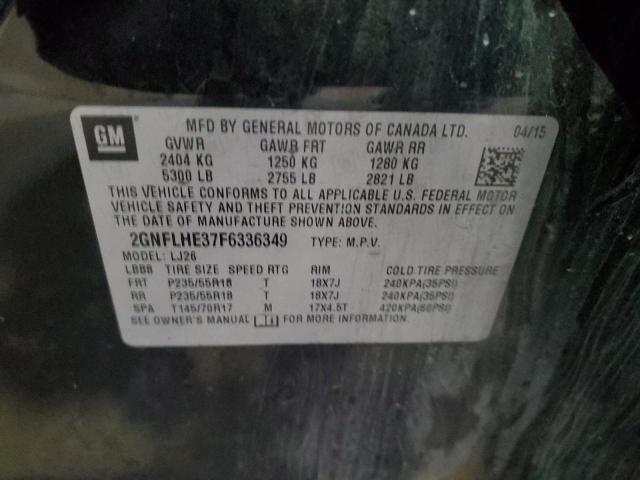 GM
MFD BY GENERAL MOTORS OF CANADA LTD. 04/15
GVWR GAWR FRT GAWR RR
2404 KG 1250 KG 1280 KG
5300 LB 2755 LB 2821 LB
THIS VEHICLE CONFORMS TO ALL APPLICABLE U.S. FEDERAL MOTOR
VEHICLE SAFETY AND THEFT PREVENTION STANDARDS IN EFFECT ON
THE DATE OF MANUFACTURE SHOWN ABOVE.
2GNFLHE37F6336349 TYPE: M.P.V.
MODEL: LJ26
LBBB TIRE SIZE SPEED RTG RIM COLD TIRE PRESSURE
FRT P235/55R18 T 18X7J 240KPA(35PSI)
RR P235/55R18 T 18X7J 240KPA(35PSI)
SPA T145/70R17 M 17X4.5T 420KPA(60PSI)
SEE OWNER'S MANUAL FOR MORE INFORMATION.